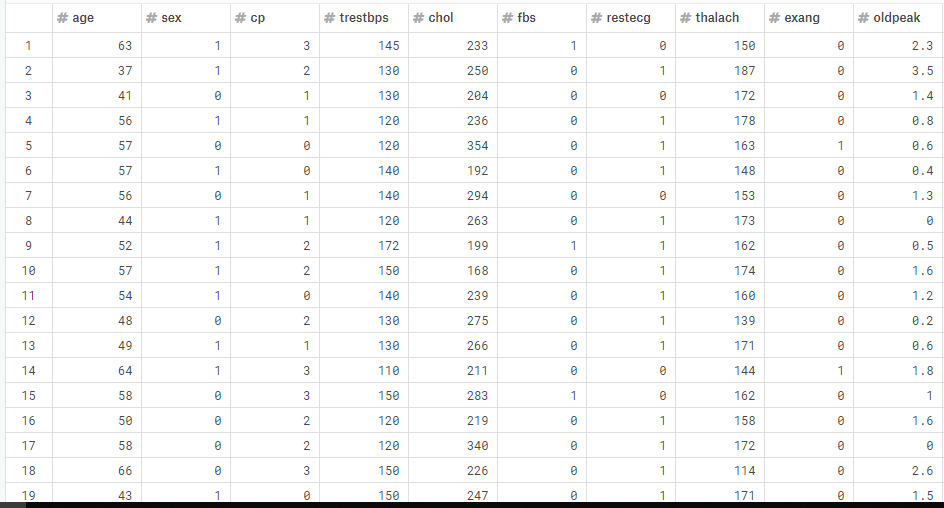 # age # sex # cp # trestbps # chol # fbs # restecg # thalach # exang # oldpeak
1 63 1 3 145 233 1 0 150 0 2.3
2 37 1 2 130 250 0 1 187 0 3.5
3 41 0 1 130 204 0 0 172 0 1.4
4 56 1 1 120 236 0 1 178 0 0.8
5 57 0 0 120 354 0 1 163 1 0.6
6 57 1 0 140 192 0 1 148 0 0.4
7 56 0 1 140 294 0 0 153 0 1.3
8 44 1 1 120 263 0 1 173 0 0
9 52 1 2 172 199 1 1 162 0 0.5
10 57 1 2 150 168 0 1 174 0 1.6
11 54 1 0 140 239 0 1 160 0 1.2
12 48 0 2 130 275 0 1 139 0 0.2
13 49 1 1 130 266 0 1 171 0 0.6
14 64 1 3 110 211 0 0 144 1 1.8
15 58 0 3 150 283 1 0 162 0 1
16 50 0 2 120 219 0 1 158 0 1.6
17 58 0 2 120 340 0 1 172 0 0
18 66 0 3 150 226 0 1 114 0 2.6
19 43 1 0 150 247 0 1 171 0 1.5